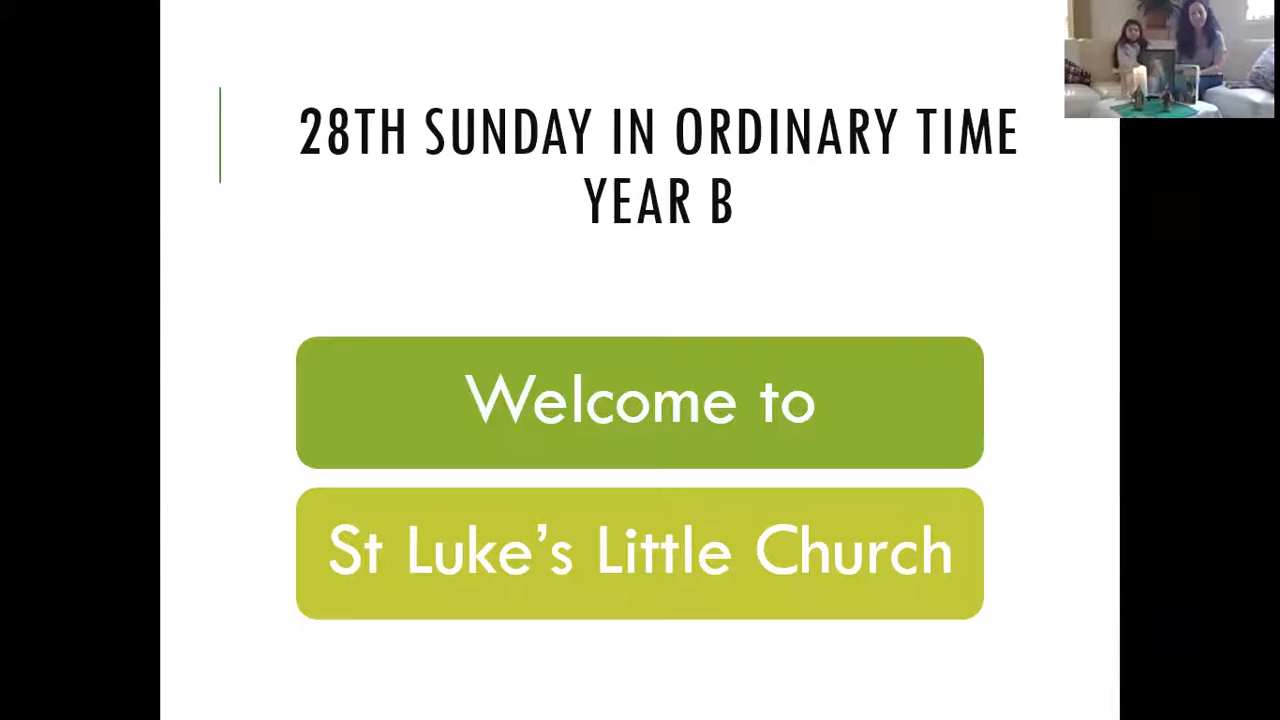 28TH SUNDAY IN ORDINARY TIME
YEAR B
Welcome to
St Luke’s Little Church